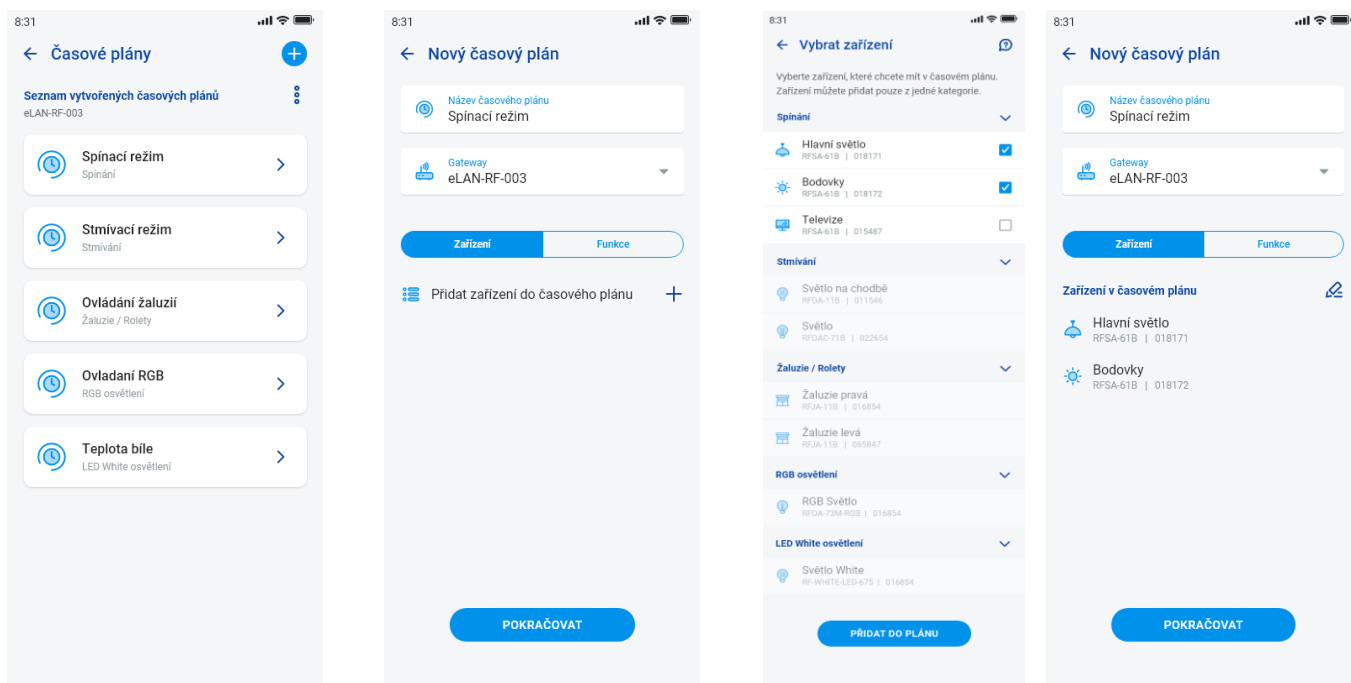 8:31
Časové plány
Seznam vytvořených časových plánů
eLAN-RF-003
Spínací režim
Spínání
Stmívací režim
Stmívání
Ovládání žaluzií
Žaluzie / Rolety
Ovladaní RGB
RGB osvětlení
Teplota bíle
LED White osvětlení
8:31
Nový časový plán
Název časového plánu
Spínací režim
Gateway
eLAN-RF-003
Zařízení Funkce
Přidat zařízení do časového plánu
POKRAČOVAT
8:31
Vybrat zařízení
Vyberte zařízení, které chcete mít v časovém plánu.
Zařízení můžete přidat pouze z jedné kategorie.
Spínání
Hlavní světlo
RFSA-61B | 018171
Bodovky
RFSA-61B | 018172
Televize
RFSA-61B | 015487
Stmívání
Světlo na chodbě
RFDA-11B | 011546
Světlo
RFDAC-71B | 022654
Žaluzie / Rolety
Žaluzie pravá
RFJA-11B | 016854
Žaluzie levá
RFJA-11B | 065847
RGB osvětlení
RGB Světlo
RFDA-73M-RGB | 016854
LED White osvětlení
Světlo White
RF-WHITE-LED-675 | 016854
PŘIDAT DO PLÁNU
8:31
Nový časový plán
Název časového plánu
Spínací režim
Gateway
eLAN-RF-003
Zařízení Funkce
Zařízení v časovém plánu
Hlavní světlo
RFSA-61B | 018171
Bodovky
RFSA-61B | 018172
POKRAČOVAT